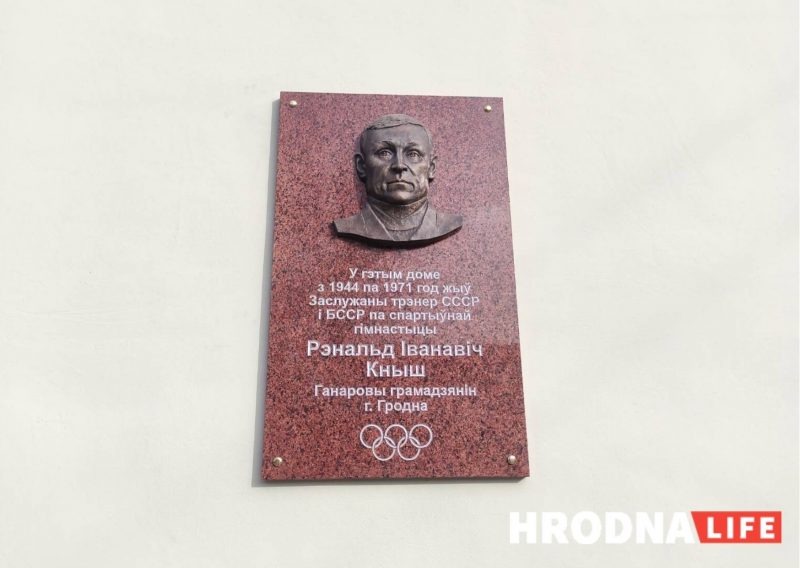 У гэтым доме
з 1944 па 1971 год жыў
Заслужаны трэнер СССР
і БССР па спартыўнай
гімнастыцы
Рэнальд Іванавіч
Кныш
Ганаровы грамадзянін
г. Гродна
HRODNA LIFE